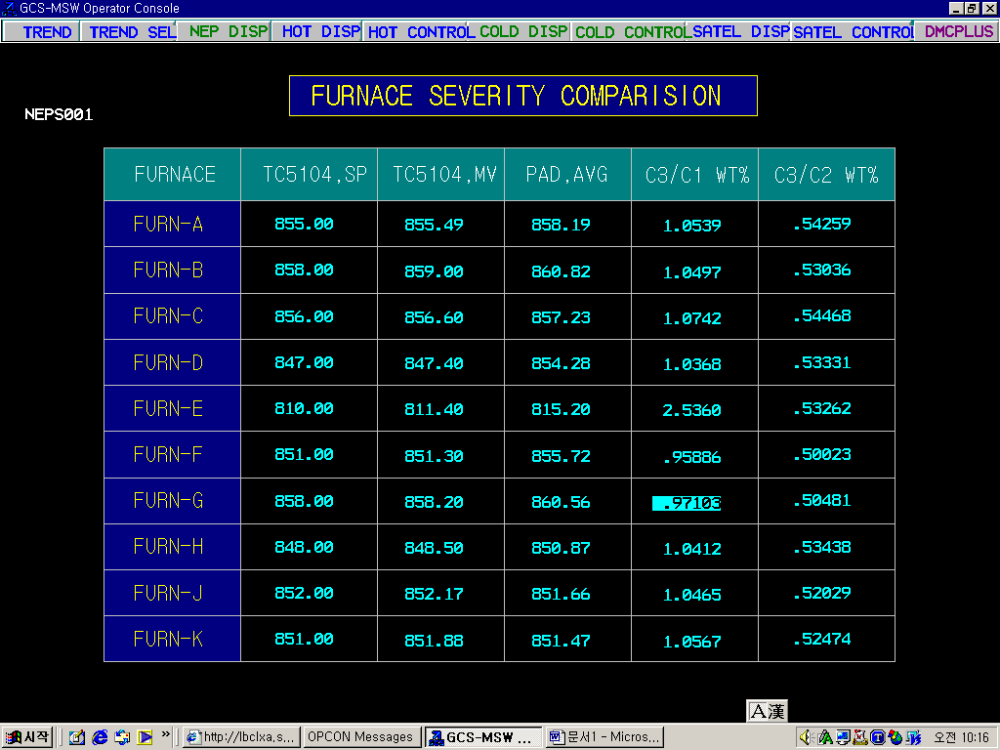 GCS-MSW Operator Console
TREND TREND SEL NEP DISP HOT DISP HOT CONTROL COLD DISP COLD CONTROL SATEL DISP SATEL CONTROL DMCPLUS
FURNACE SEVERITY COMPARISION
NEPS001
FURNACE TC5104,SP TC5104,MV PAD,AVG C3/C1 WT% C3/C2 WT%
FURN-A 855.00 855.49 858.19 1.0539 .54259
FURN-B 858.00 859.00 860.82 1.0497 .53036
FURN-C 856.00 856.60 857.23 1.0742 .54468
FURN-D 847.00 847.40 854.28 1.0368 .53331
FURN-E 810.00 811.40 815.20 2.5360 .53262
FURN-F 851.00 851.30 855.72 .95886 .50023
FURN-G 858.00 858.20 860.56 .97103 .50481
FURN-H 848.00 848.50 850.87 1.0412 .53438
FURN-J 852.00 852.17 851.66 1.0465 .52029
FURN-K 851.00 851.88 851.47 1.0567 .52474
A漢
시작 » http://lbclxa,s... OPCON Messages GCS-MSW ... 문서1 - Micros... 오전 10:16